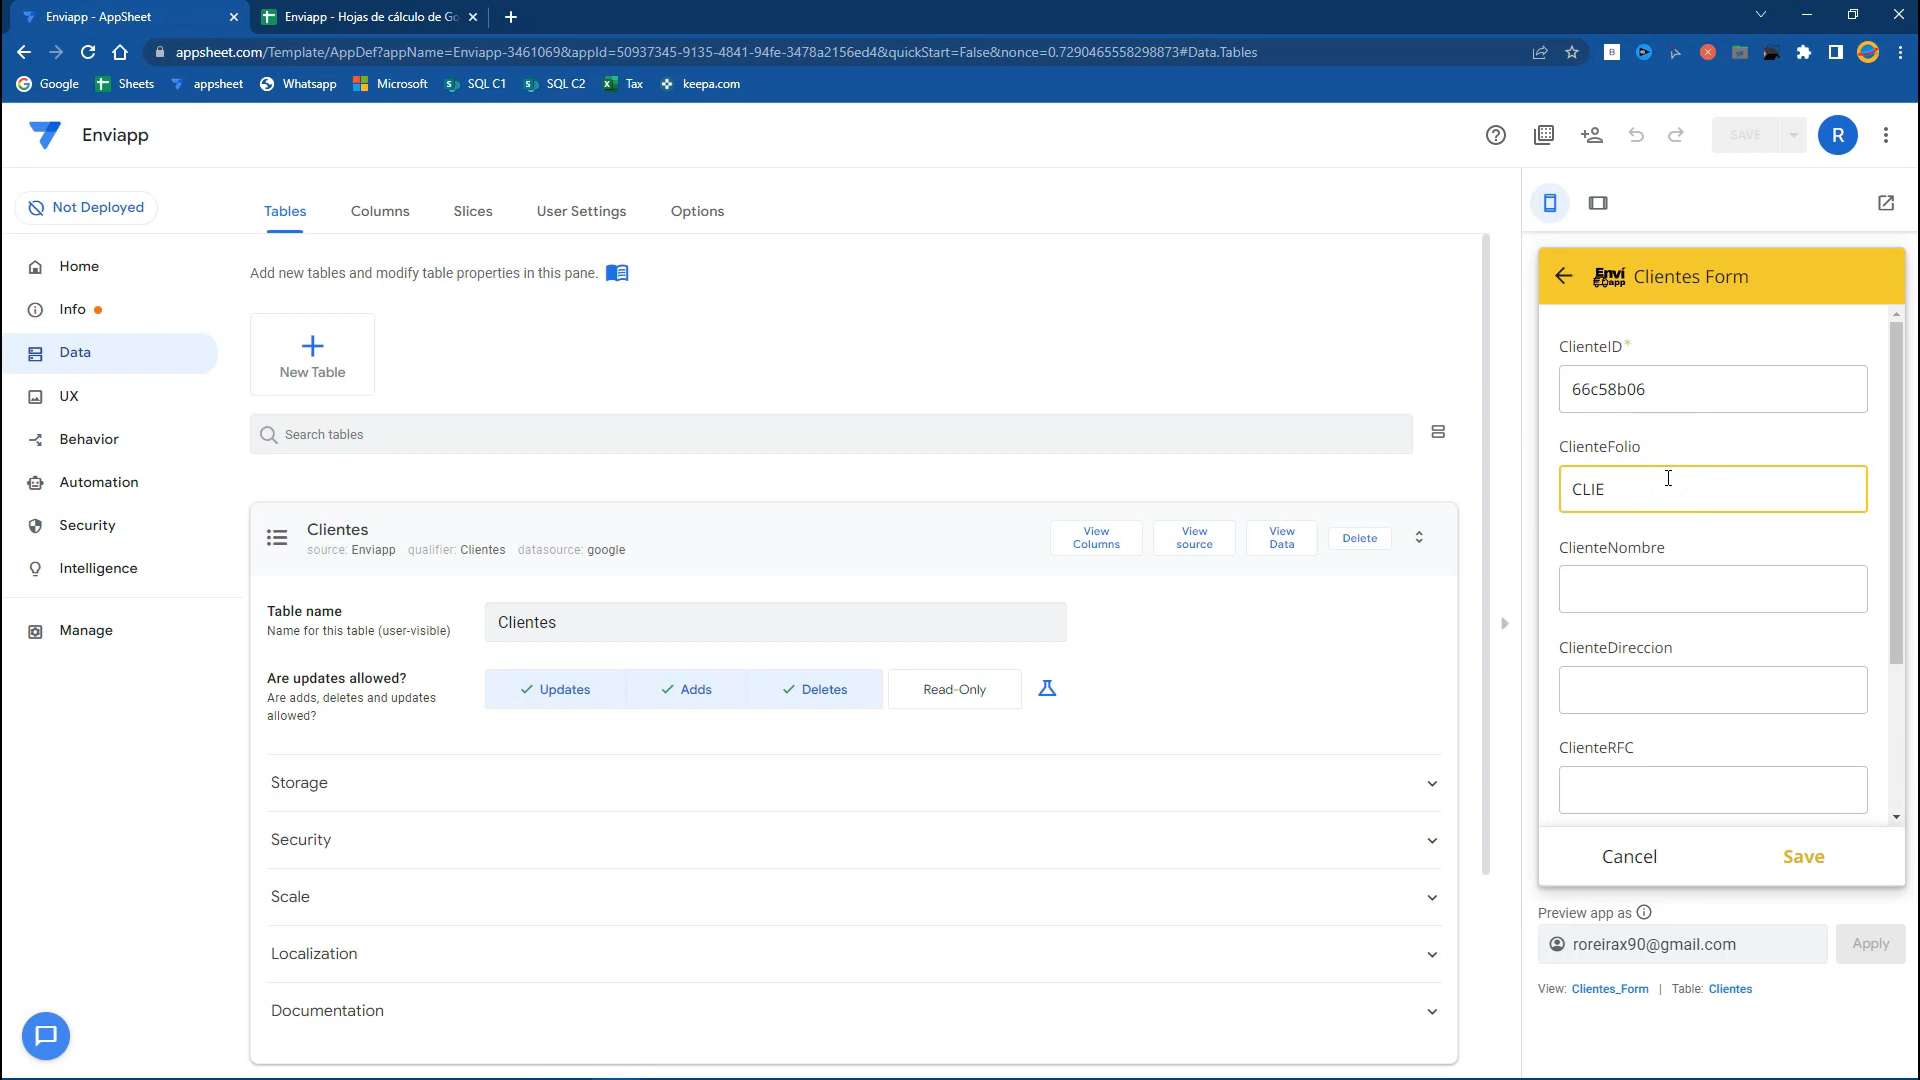 Enviapp - AppSheet
Enviapp - Hojas de cálculo de Go
appsheet.com/Template/AppDef?appName=Enviapp-3461069&appId=50937345-9135-4841-94fe-3478a2156ed4&quickStart=False&nonce=0.7290465558298873#Data.Tables
Google Sheets appsheet Whatsapp Microsoft SQL C1 SQL C2 Tax keepa.com
Enviapp
SAVE
R
Not Deployed
Home
Info
Data
UX
Behavior
Automation
Security
Intelligence
Manage
Tables Columns Slices User Settings Options
Add new tables and modify table properties in this pane.
New Table
Search tables
Clientes
source: Enviapp qualifier: Clientes datasource: google
View Columns
View source
View Data
Delete
Table name
Name for this table (user-visible)
Clientes
Are updates allowed?
Are adds, deletes and updates
allowed?
Updates Adds Deletes Read-Only
Storage
Security
Scale
Localization
Documentation
Enví
app
Clientes Form
ClienteID*
66c58b06
ClienteFolio
CLIE
ClienteNombre
ClienteDireccion
ClienteRFC
Cancel Save
Preview app as
roreirax90@gmail.com
Apply
View: Clientes_Form | Table: Clientes